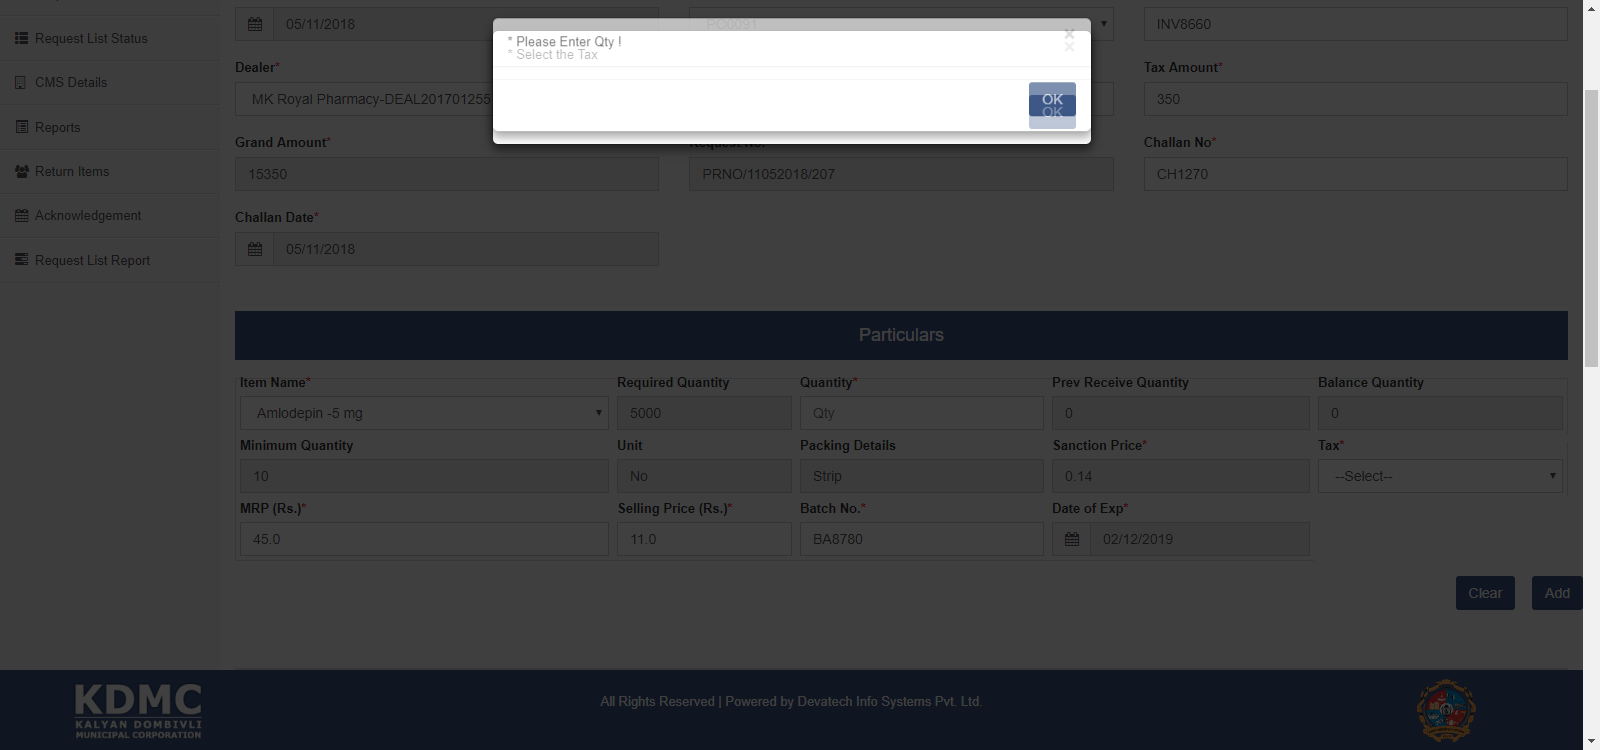 05/11/2018
PO0091
INV8660
Request List Status
CMS Details
Reports
Return Items
Acknowledgement
Request List Report
* Please Enter Qty !
* Select the Tax
×
×
OK
OK
Dealer*
Tax Amount*
MK Royal Pharmacy-DEAL201701255
350
Grand Amount*
Request No.
Challan No*
15350
PRNO/11052018/207
CH1270
Challan Date*
05/11/2018
Particulars
Item Name*
Required Quantity
Quantity*
Prev Receive Quantity
Balance Quantity
Amlodepin -5 mg
5000
Qty
0
0
Minimum Quantity
Unit
Packing Details
Sanction Price*
Tax*
10
No
Strip
0.14
--Select--
MRP (Rs.)*
Selling Price (Rs.)*
Batch No.*
Date of Exp*
45.0
11.0
BA8780
02/12/2019
Clear
Add
KDMC
KALYAN DOMBIVLI
MUNICIPAL CORPORATION
All Rights Reserved | Powered by Devatech Info Systems Pvt. Ltd.